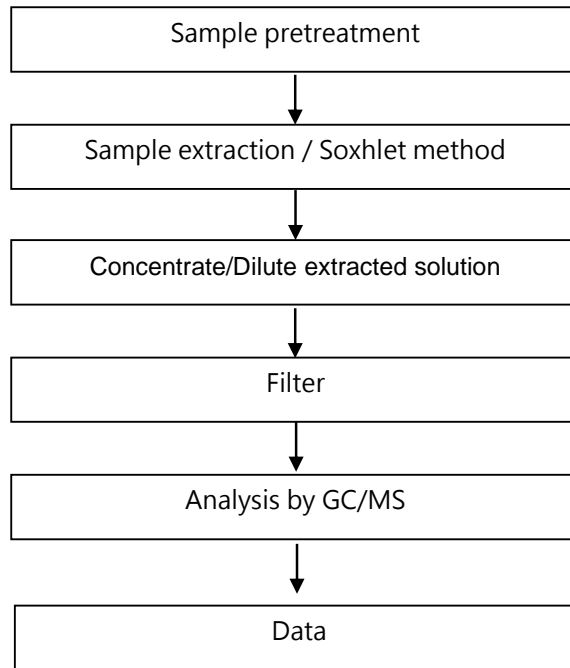 Sample pretreatment
Sample extraction / Soxhlet method
Concentrate/Dilute extracted solution
Filter
Analysis by GC/MS
Data